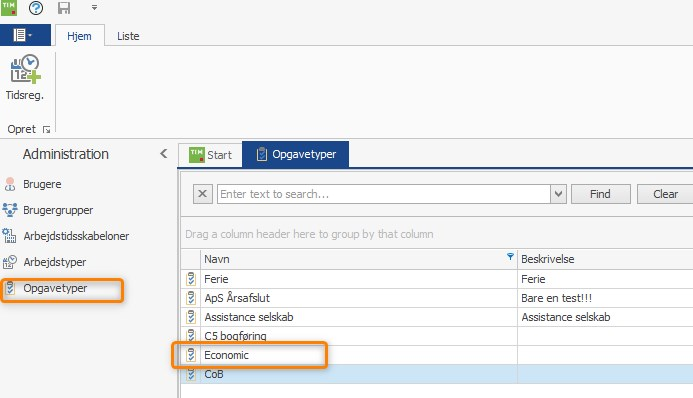 TIM
Hjem Liste
Tidsreg.
Opret
Administration
Brugere
Brugergrupper
Arbejdstidsskabeloner
Arbejdstyper
Opgavetyper
TIM Start Opgavetyper
Enter text to search... Find Clear
Drag a column header here to group by that column
Navn Beskrivelse
Ferie Ferie
ApS Årsafslut Bare en test!!!
Assistance selskab Assistance selskab
C5 bogføring
Economic
CoB